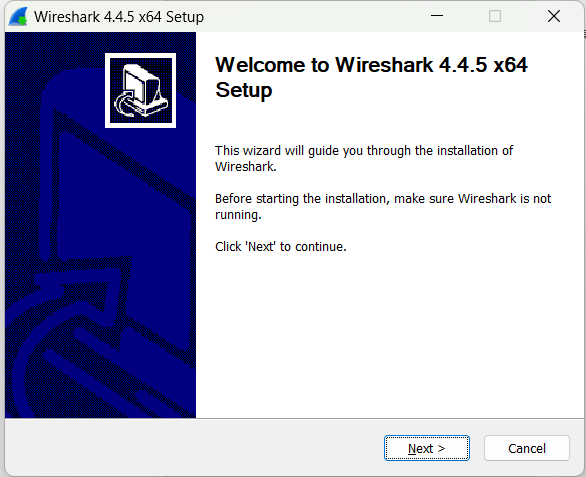 Wireshark 4.4.5 x64 Setup
Welcome to Wireshark 4.4.5 x64
Setup
This wizard will guide you through the installation of
Wireshark.
Before starting the installation, make sure Wireshark is not
running.
Click 'Next' to continue.
Next >
Cancel